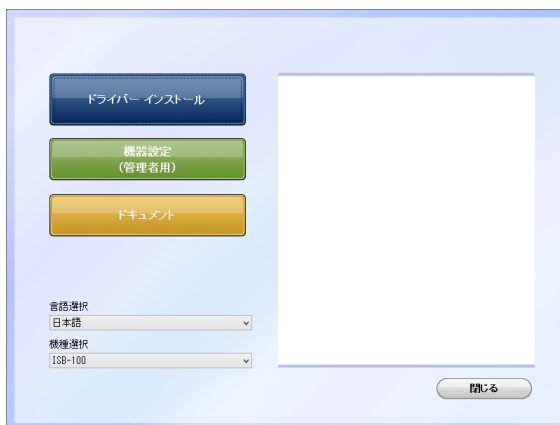 ドライバー インストール
機器設定
(管理者用)
ドキュメント
言語選択
日本語
機種選択
ISB-100
閉じる